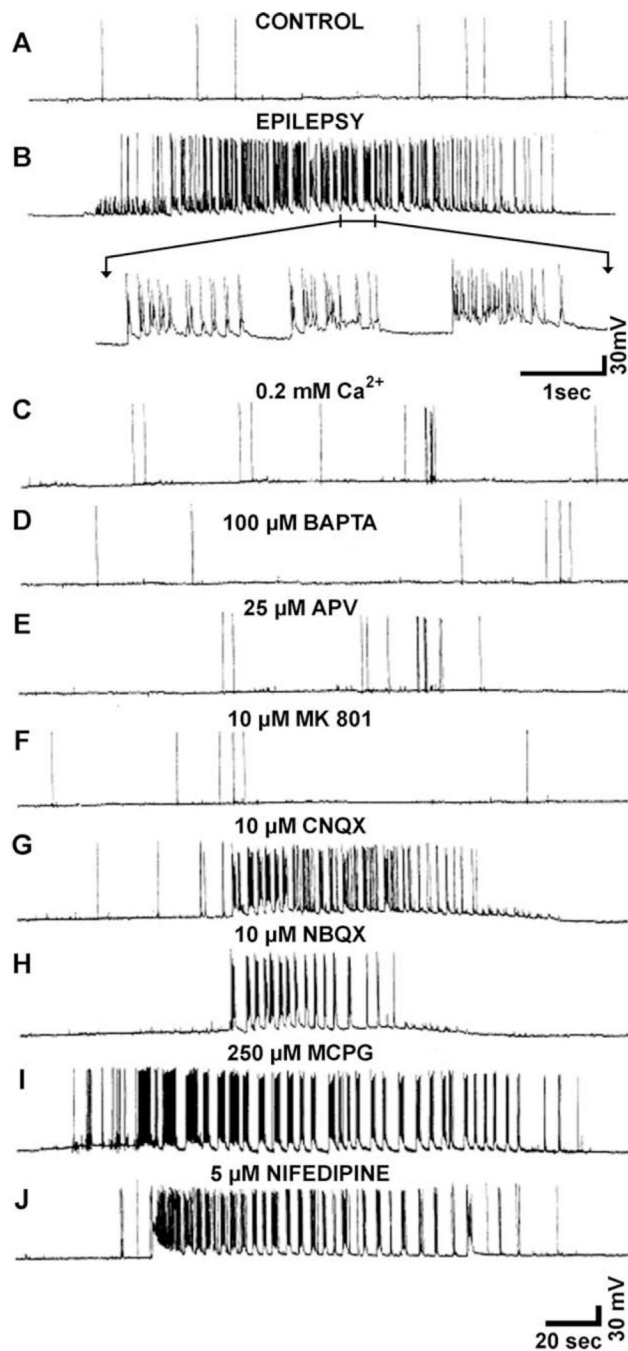 A
CONTROL
EPILEPSY
B
30mV
1sec
0.2 mM Ca²⁺
C
100 µM BAPTA
D
25 µM APV
E
10 µM MK 801
F
10 µM CNQX
G
10 µM NBQX
H
250 µM MCPG
I
5 µM NIFEDIPINE
J
30 mV
20 sec